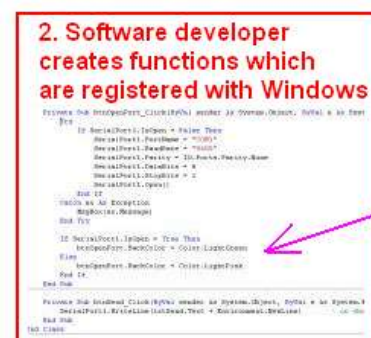 2. Software developer
creates functions which
are registered with Windows
Private Sub btnOpenPort_Click(ByVal sender As System.Object, ByVal e As
Try
If SerialPort1.IsOpen = False Then
SerialPort1.PortName =
SerialPort1.BaudRate =
SerialPort1.Parity = IO.Ports.Parity.None
SerialPort1.DataBits = 8
SerialPort1.StopBits = 1
SerialPort1.Open()
End If
Catch ex As Exception
MsgBox(ex.Message)
End Try
If SerialPort1.IsOpen = True Then
btnOpenPort.BackColor = Color.LightGreen
Else
btnOpenPort.BackColor = Color.LightPink
End If
End Sub
Private Sub btnSend_Click(ByVal sender As System.Object, ByVal e As
SerialPort1.WriteLine(txtSend.Text + Environment.NewLine)
End Sub
End Class